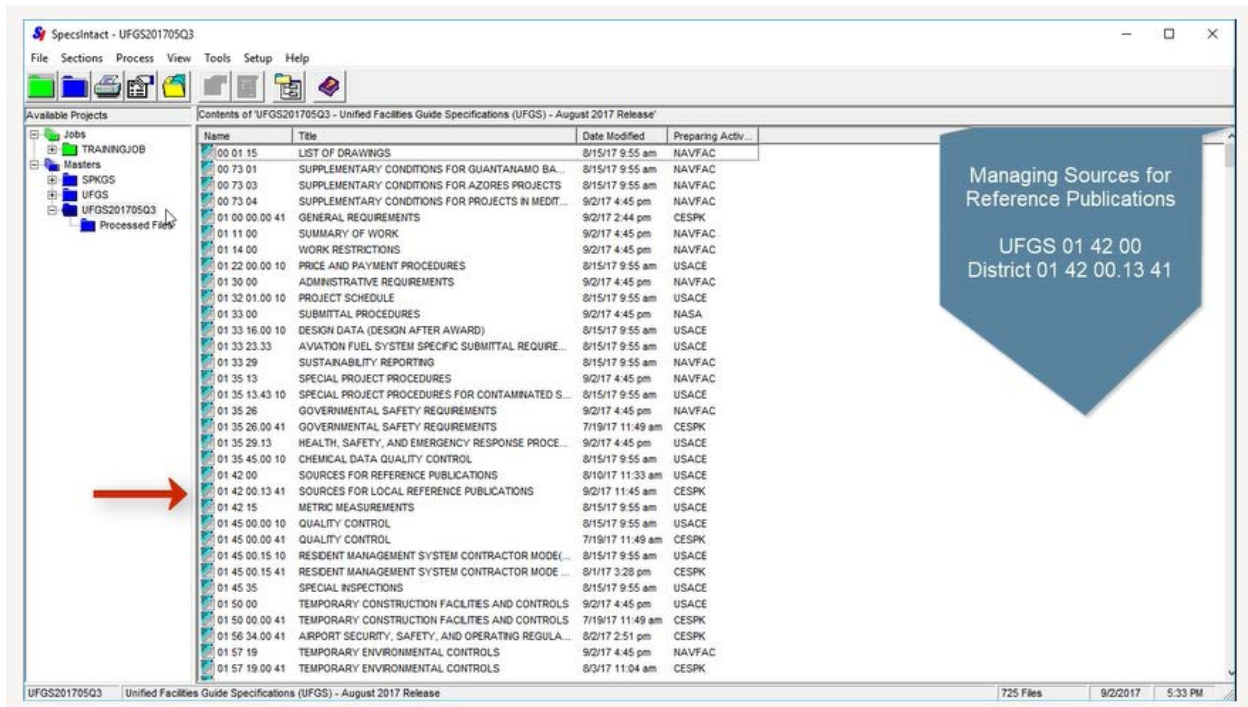 SpecsIntact - UFGS201705Q3
File Sections Process View Tools Setup Help
Available Projects
Contents of 'UFGS201705Q3 - Unified Facilities Guide Specifications (UFGS) - August 2017 Release'
Jobs
TRAININGJOB
Masters
SPKGS
UFGS
UFGS201705Q3
Processed Files
Name Title Date Modified Preparing Activ...
00 01 15 LIST OF DRAWINGS 8/15/17 9:55 am NAVFAC
00 73 01 SUPPLEMENTARY CONDITIONS FOR GUANTANAMO BA... 8/15/17 9:55 am NAVFAC
00 73 03 SUPPLEMENTARY CONDITIONS FOR AZORES PROJECTS 8/15/17 9:55 am NAVFAC
00 73 04 SUPPLEMENTARY CONDITIONS FOR PROJECTS IN MEDIT... 9/2/17 4:45 pm NAVFAC
01 00 00.00 41 GENERAL REQUIREMENTS 9/2/17 2:44 pm CESPK
01 11 00 SUMMARY OF WORK 9/2/17 4:45 pm NAVFAC
01 14 00 WORK RESTRICTIONS 9/2/17 4:45 pm NAVFAC
01 22 00.00 10 PRICE AND PAYMENT PROCEDURES 8/15/17 9:55 am USACE
01 30 00 ADMINISTRATIVE REQUIREMENTS 9/2/17 4:45 pm NAVFAC
01 32 01.00 10 PROJECT SCHEDULE 8/15/17 9:55 am USACE
01 33 00 SUBMITTAL PROCEDURES 9/2/17 4:45 pm NASA
01 33 16.00 10 DESIGN DATA (DESIGN AFTER AWARD) 8/15/17 9:55 am USACE
01 33 23.33 AVIATION FUEL SYSTEM SPECIFIC SUBMITTAL REQUIRE... 8/15/17 9:55 am USACE
01 33 29 SUSTAINABILITY REPORTING 8/15/17 9:55 am NAVFAC
01 35 13 SPECIAL PROJECT PROCEDURES 9/2/17 4:45 pm NAVFAC
01 35 13.43 10 SPECIAL PROJECT PROCEDURES FOR CONTAMINATED S... 8/15/17 9:55 am USACE
01 35 26 GOVERNMENTAL SAFETY REQUIREMENTS 9/2/17 4:45 pm NAVFAC
01 35 26.00 41 GOVERNMENTAL SAFETY REQUIREMENTS 7/19/17 11:49 am CESPK
01 35 29.13 HEALTH, SAFETY, AND EMERGENCY RESPONSE PROCE... 9/2/17 4:45 pm USACE
01 35 45.00 10 CHEMICAL DATA QUALITY CONTROL 8/15/17 9:55 am USACE
01 42 00 SOURCES FOR REFERENCE PUBLICATIONS 8/10/17 11:33 am USACE
01 42 00.13 41 SOURCES FOR LOCAL REFERENCE PUBLICATIONS 9/2/17 11:45 am CESPK
01 42 15 METRIC MEASUREMENTS 8/15/17 9:55 am USACE
01 45 00.00 10 QUALITY CONTROL 8/15/17 9:55 am USACE
01 45 00.00 41 QUALITY CONTROL 7/19/17 11:49 am CESPK
01 45 00.15 10 RESIDENT MANAGEMENT SYSTEM CONTRACTOR MODE(... 8/15/17 9:55 am USACE
01 45 00.15 41 RESIDENT MANAGEMENT SYSTEM CONTRACTOR MODE ... 8/1/17 3:28 pm CESPK
01 45 35 SPECIAL INSPECTIONS 8/15/17 9:55 am USACE
01 50 00 TEMPORARY CONSTRUCTION FACILITIES AND CONTROLS 9/2/17 4:45 pm USACE
01 50 00.00 41 TEMPORARY CONSTRUCTION FACILITIES AND CONTROLS 7/19/17 11:49 am CESPK
01 56 34.00 41 AIRPORT SECURITY, SAFETY, AND OPERATING REGULA... 8/2/17 2:51 pm CESPK
01 57 19 TEMPORARY ENVIRONMENTAL CONTROLS 9/2/17 4:45 pm NAVFAC
01 57 19.00 41 TEMPORARY ENVIRONMENTAL CONTROLS 8/3/17 11:04 am CESPK
Managing Sources for
Reference Publications
UFGS 01 42 00
District 01 42 00.13 41
UFGS201705Q3 Unified Facilities Guide Specifications (UFGS) - August 2017 Release 725 Files 9/2/2017 5:33 PM